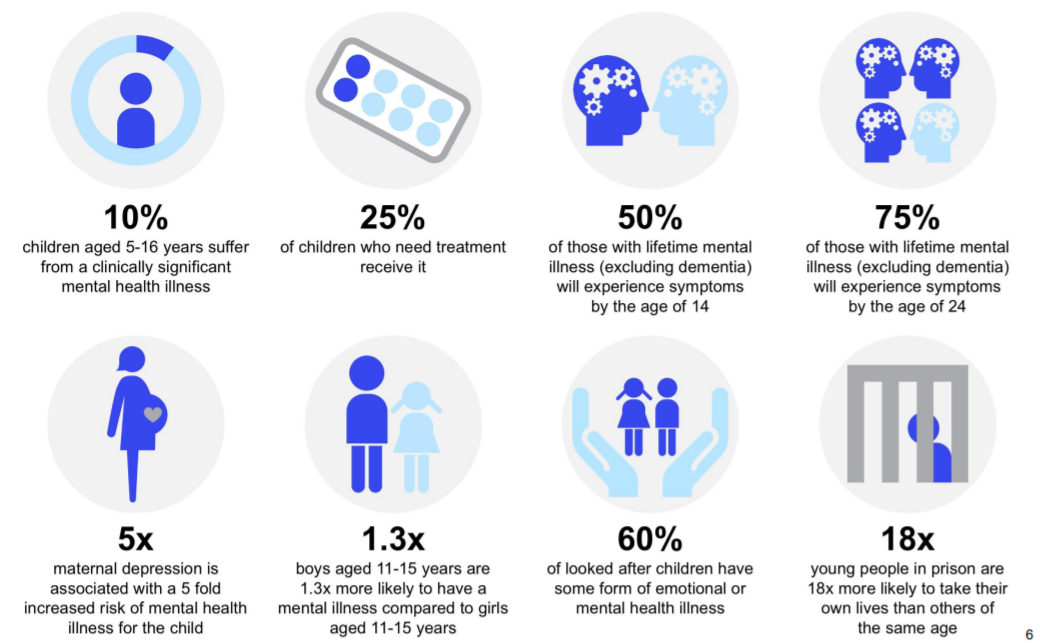 10%
children aged 5-16 years suffer
from a clinically significant
mental health illness
25%
of children who need treatment
receive it
50%
of those with lifetime mental
illness (excluding dementia)
will experience symptoms
by the age of 14
75%
of those with lifetime mental
illness (excluding dementia)
will experience symptoms
by the age of 24
5x
maternal depression is
associated with a 5 fold
increased risk of mental health
illness for the child
1.3x
boys aged 11-15 years are
1.3x more likely to have a
mental illness compared to girls
aged 11-15 years
60%
of looked after children have
some form of emotional or
mental health illness
18x
young people in prison are
18x more likely to take their
own lives than others of
the same age
6